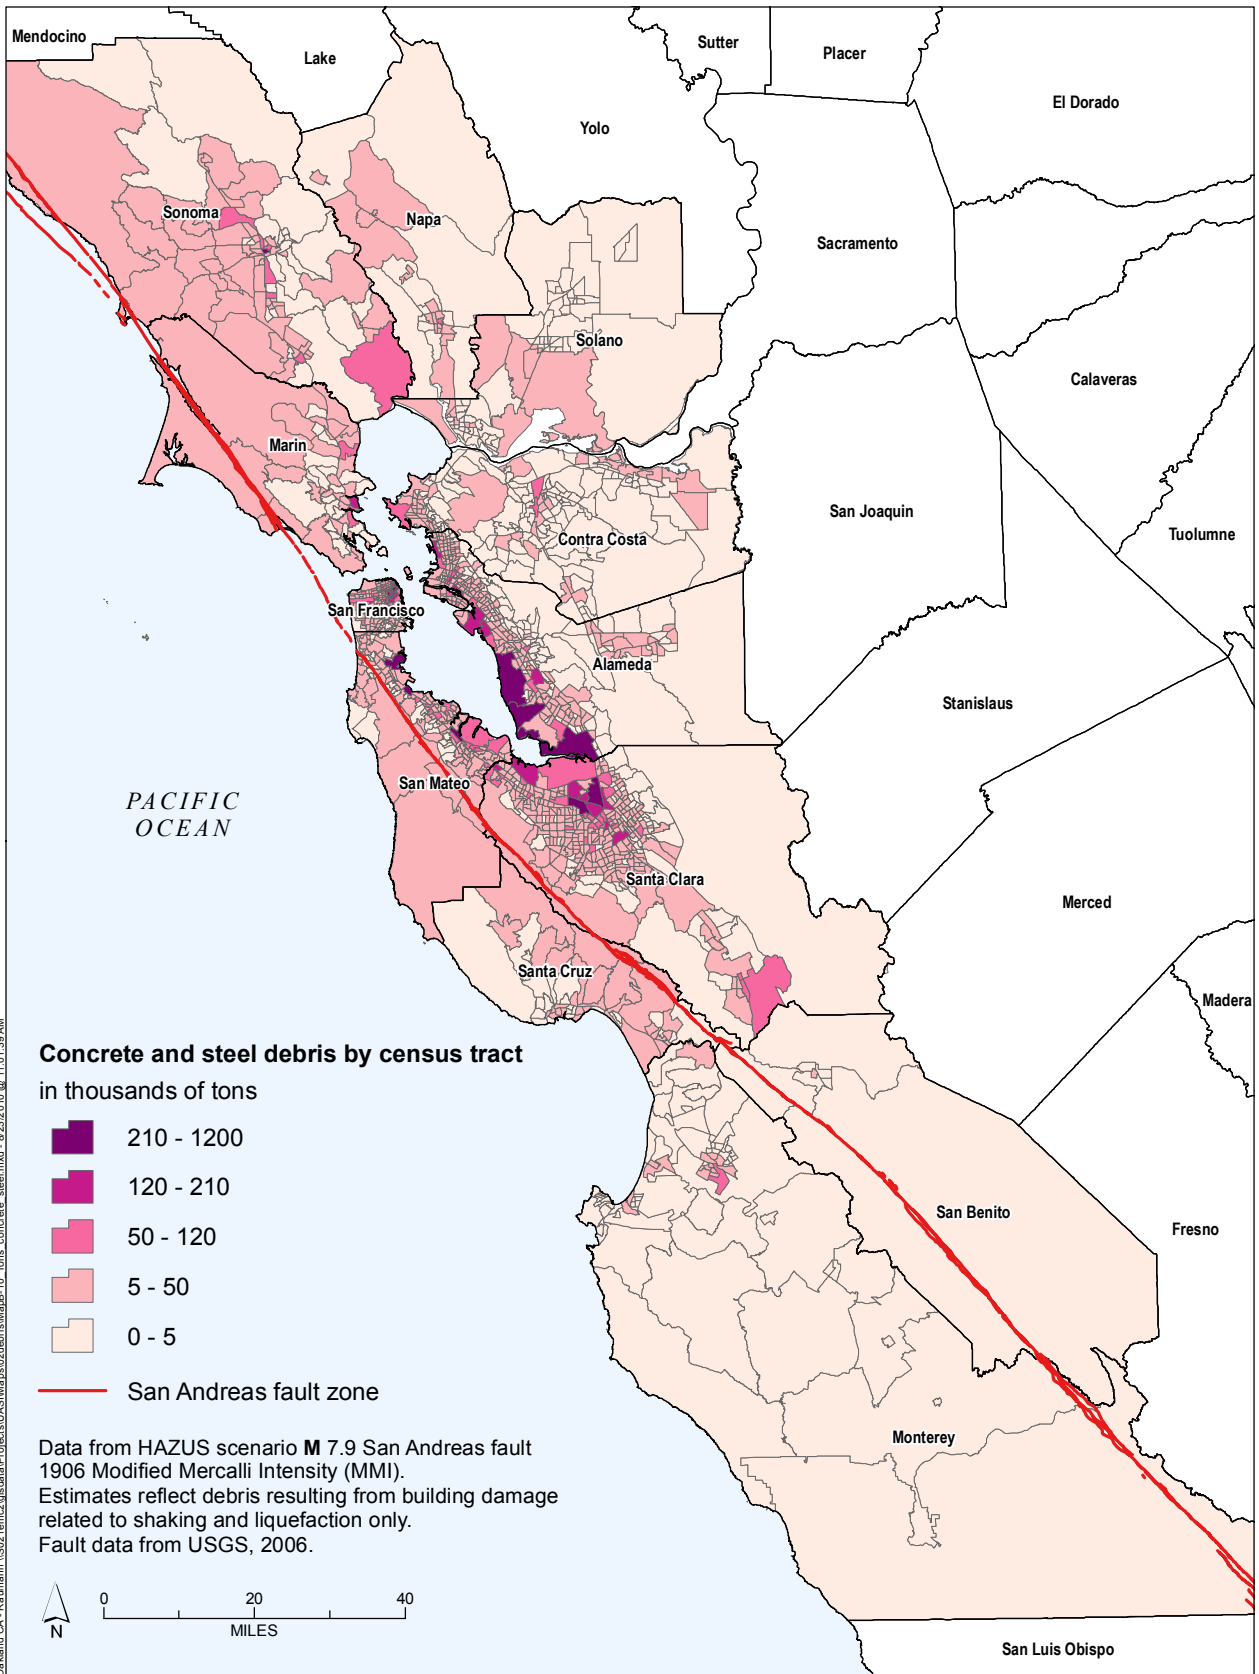 Mendocino
Lake
Sutter
Placer
El Dorado
Yolo
Sonoma
Napa
Sacramento
Solano
Calaveras
Marin
San Joaquin
Tuolumne
Contra Costa
San Francisco
Alameda
Stanislaus
San Mateo
PACIFIC
OCEAN
Santa Clara
Merced
Santa Cruz
Madera
San Benito
Fresno
Monterey
San Luis Obispo
Concrete and steel debris by census tract
in thousands of tons
210 - 1200
120 - 210
50 - 120
5 - 50
0 - 5
San Andreas fault zone
Data from HAZUS scenario M 7.9 San Andreas fault
1906 Modified Mercalli Intensity (MMI).
Estimates reflect debris resulting from building damage
related to shaking and liquefaction only.
Fault data from USGS, 2006.
N
0 20 40
MILES